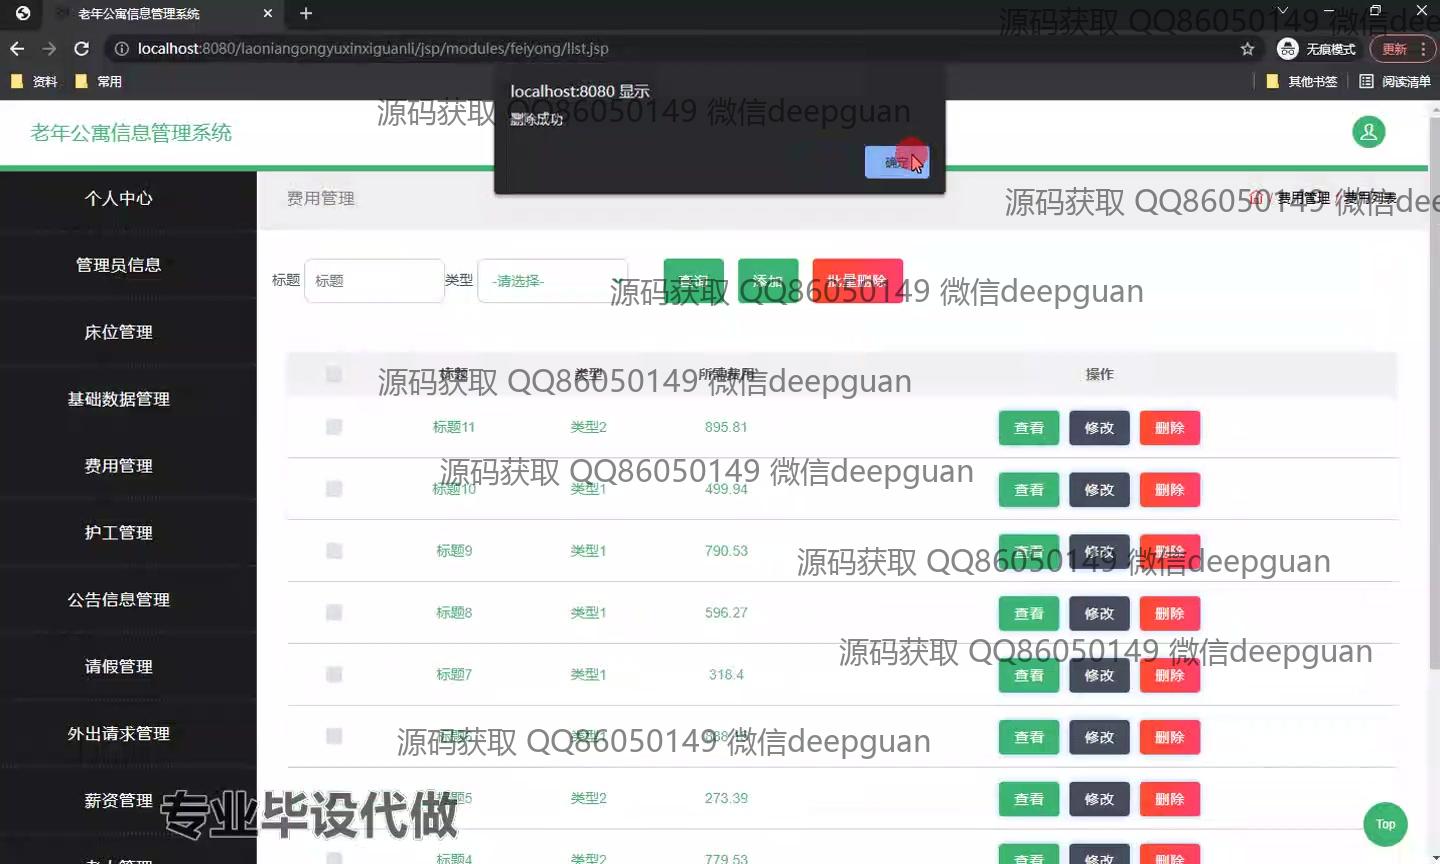 老年公寓信息管理系统
源码获取 QQ86050149 微信deepguan
localhost:8080/laoniangongyuxinxiguanli/jsp/modules/feiyong/list.jsp
无痕模式
更新
资料
常用
其他书签
阅读清单
localhost:8080 显示
删除成功
确定
源码获取 QQ86050149 微信deepguan
老年公寓信息管理系统
个人中心
管理员信息
床位管理
基础数据管理
费用管理
护工管理
公告信息管理
请假管理
外出请求管理
薪资管理
老人管理
费用管理
/ 费用管理 / 费用列表
源码获取 QQ86050149 微信dee
标题 标题 类型 -请选择- 查询 添加 批量删除
源码获取 QQ86050149 微信deepguan
标题 类型 所需费用 操作
源码获取 QQ86050149 微信deepguan
标题11 类型2 895.81 查看 修改 删除
源码获取 QQ86050149 微信deepguan
标题10 类型1 499.94 查看 修改 删除
标题9 类型1 790.53 查看 修改 删除
源码获取 QQ86050149 微信deepguan
标题8 类型1 596.27 查看 修改 删除
源码获取 QQ86050149 微信deepguan
标题7 类型1 318.4 查看 修改 删除
查看 修改 删除
源码获取 QQ86050149 微信deepguan
标题5 类型2 273.39 查看 修改 删除
专业毕设代做
Top
标题4 类型2 779.53 查看 修改 删除